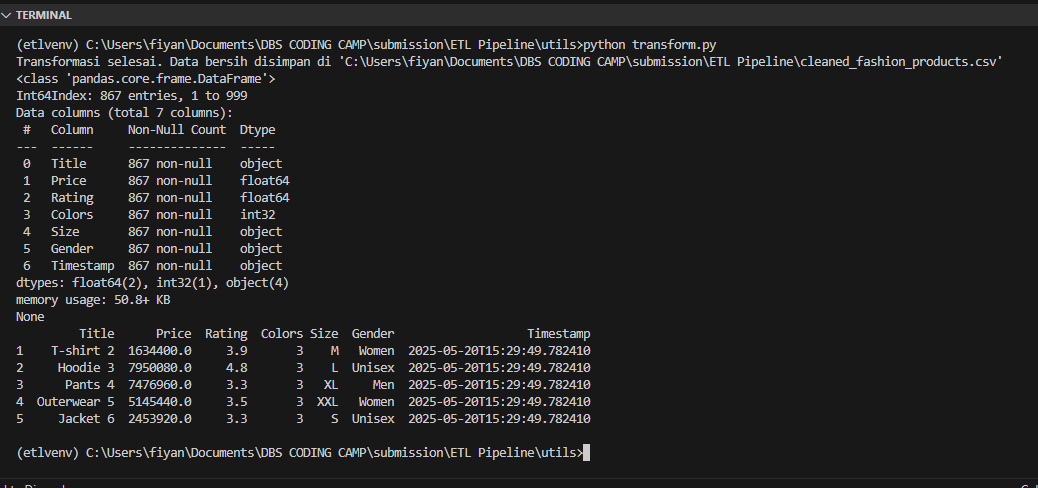 TERMINAL
(etlvenv) C:\Users\fiyan\Documents\DBS CODING CAMP\submission\ETL Pipeline\utils>python transform.py
Transformasi selesai. Data bersih disimpan di 'C:\Users\fiyan\Documents\DBS CODING CAMP\submission\ETL Pipeline\cleaned_fashion_products.csv'
<class 'pandas.core.frame.DataFrame'>
Int64Index: 867 entries, 1 to 999
Data columns (total 7 columns):
 #   Column     Non-Null Count  Dtype
---  ------     --------------  -----
 0   Title      867 non-null    object
 1   Price      867 non-null    float64
 2   Rating     867 non-null    float64
 3   Colors     867 non-null    int32
 4   Size       867 non-null    object
 5   Gender     867 non-null    object
 6   Timestamp  867 non-null    object
dtypes: float64(2), int32(1), object(4)
memory usage: 50.8+ KB
None
         Title      Price  Rating  Colors Size  Gender                   Timestamp
1    T-shirt 2  1634400.0     3.9       3    M   Women  2025-05-20T15:29:49.782410
2     Hoodie 3  7950080.0     4.8       3    L  Unisex  2025-05-20T15:29:49.782410
3      Pants 4  7476960.0     3.3       3   XL     Men  2025-05-20T15:29:49.782410
4  Outerwear 5  5145440.0     3.5       3  XXL   Women  2025-05-20T15:29:49.782410
5     Jacket 6  2453920.0     3.3       3    S  Unisex  2025-05-20T15:29:49.782410
(etlvenv) C:\Users\fiyan\Documents\DBS CODING CAMP\submission\ETL Pipeline\utils>